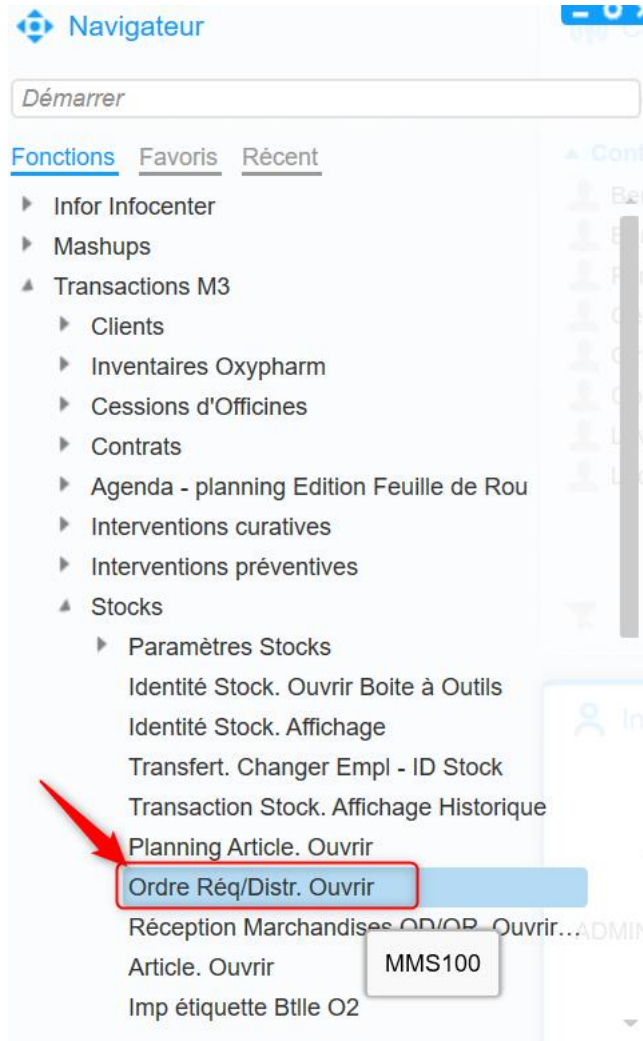 Navigateur
Démarrer
Fonctions Favoris Récent
Infor Infocenter
Mashups
Transactions M3
Clients
Inventaires Oxypharm
Cessions d'Officines
Contrats
Agenda - planning Edition Feuille de Rou
Interventions curatives
Interventions préventives
Stocks
Paramètres Stocks
Identité Stock. Ouvrir Boite à Outils
Identité Stock. Affichage
Transfert. Changer Empl - ID Stock
Transaction Stock. Affichage Historique
Planning Article. Ouvrir
Ordre Réq/Distr. Ouvrir
Réception Marchandises OD/OR. Ouvrir…
Article. Ouvrir
MMS100
Imp étiquette Btlle O2